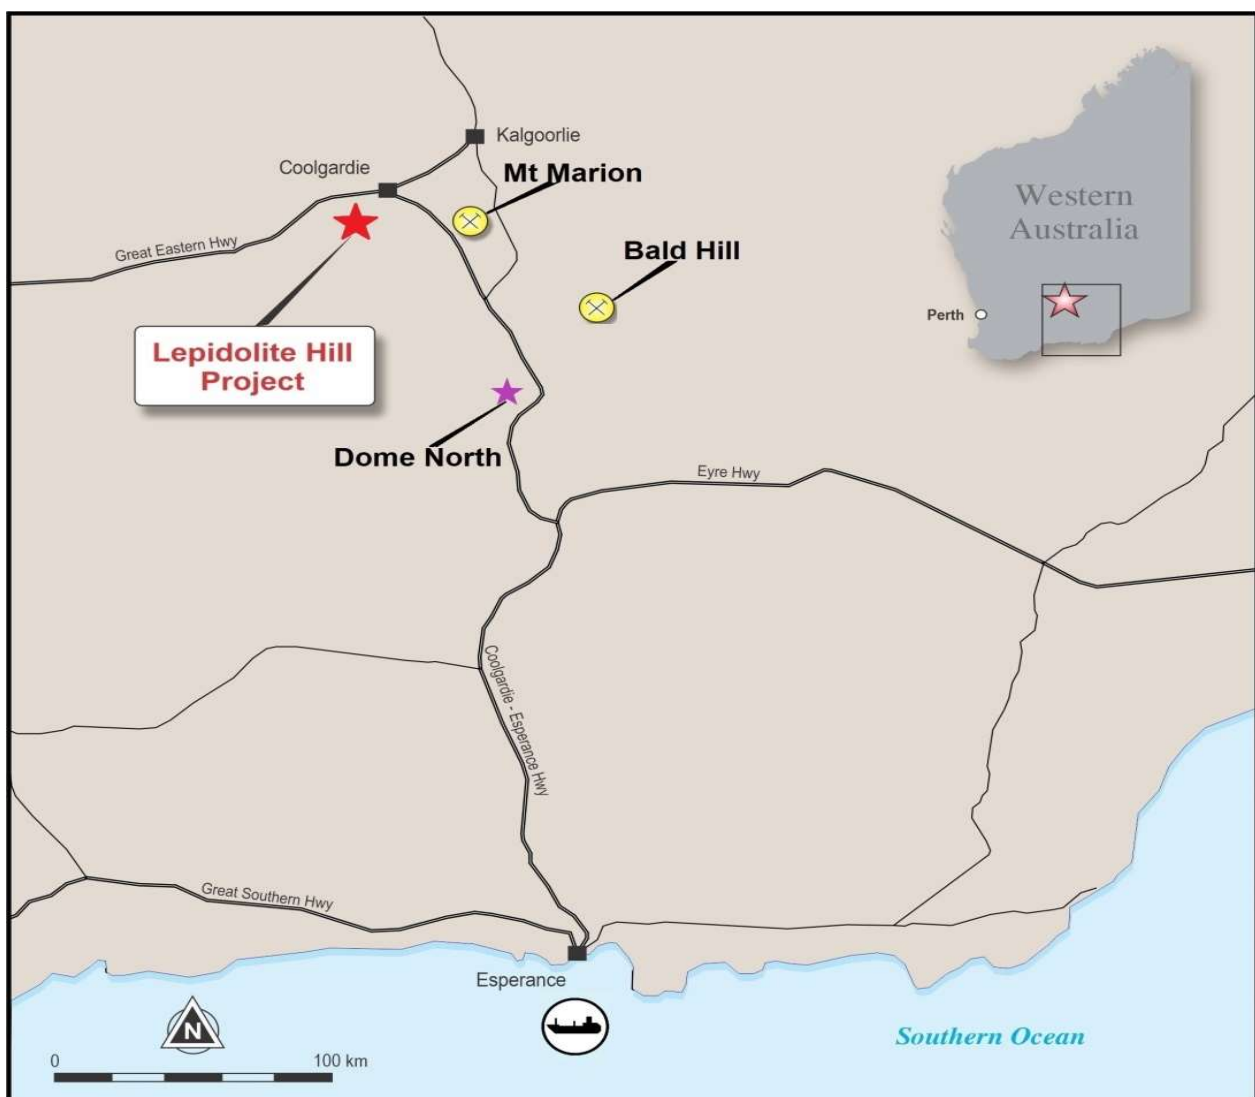 Kalgoorlie
Coolgardie
Mt Marion
Western
Australia
Great Eastern Hwy
Bald Hill
Perth
Lepidolite Hill
Project
Dome North
Eyre Hwy
Coolgardie - Esperance Hwy
Great Southern Hwy
Esperance
N
Southern Ocean
0
100 km